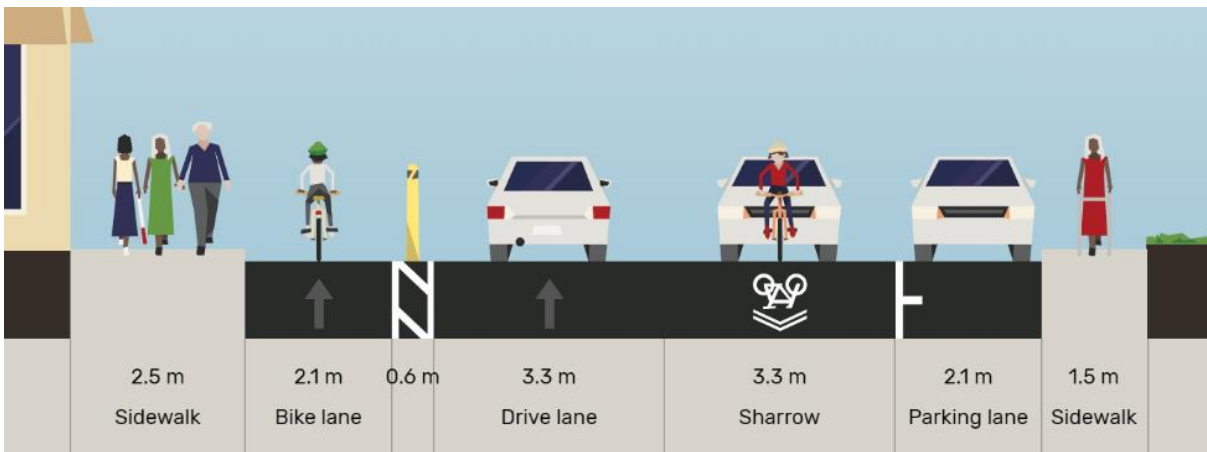 2.5 m
Sidewalk
2.1 m
Bike lane
0.6 m
3.3 m
Drive lane
3.3 m
Sharrow
2.1 m
Parking lane
1.5 m
Sidewalk